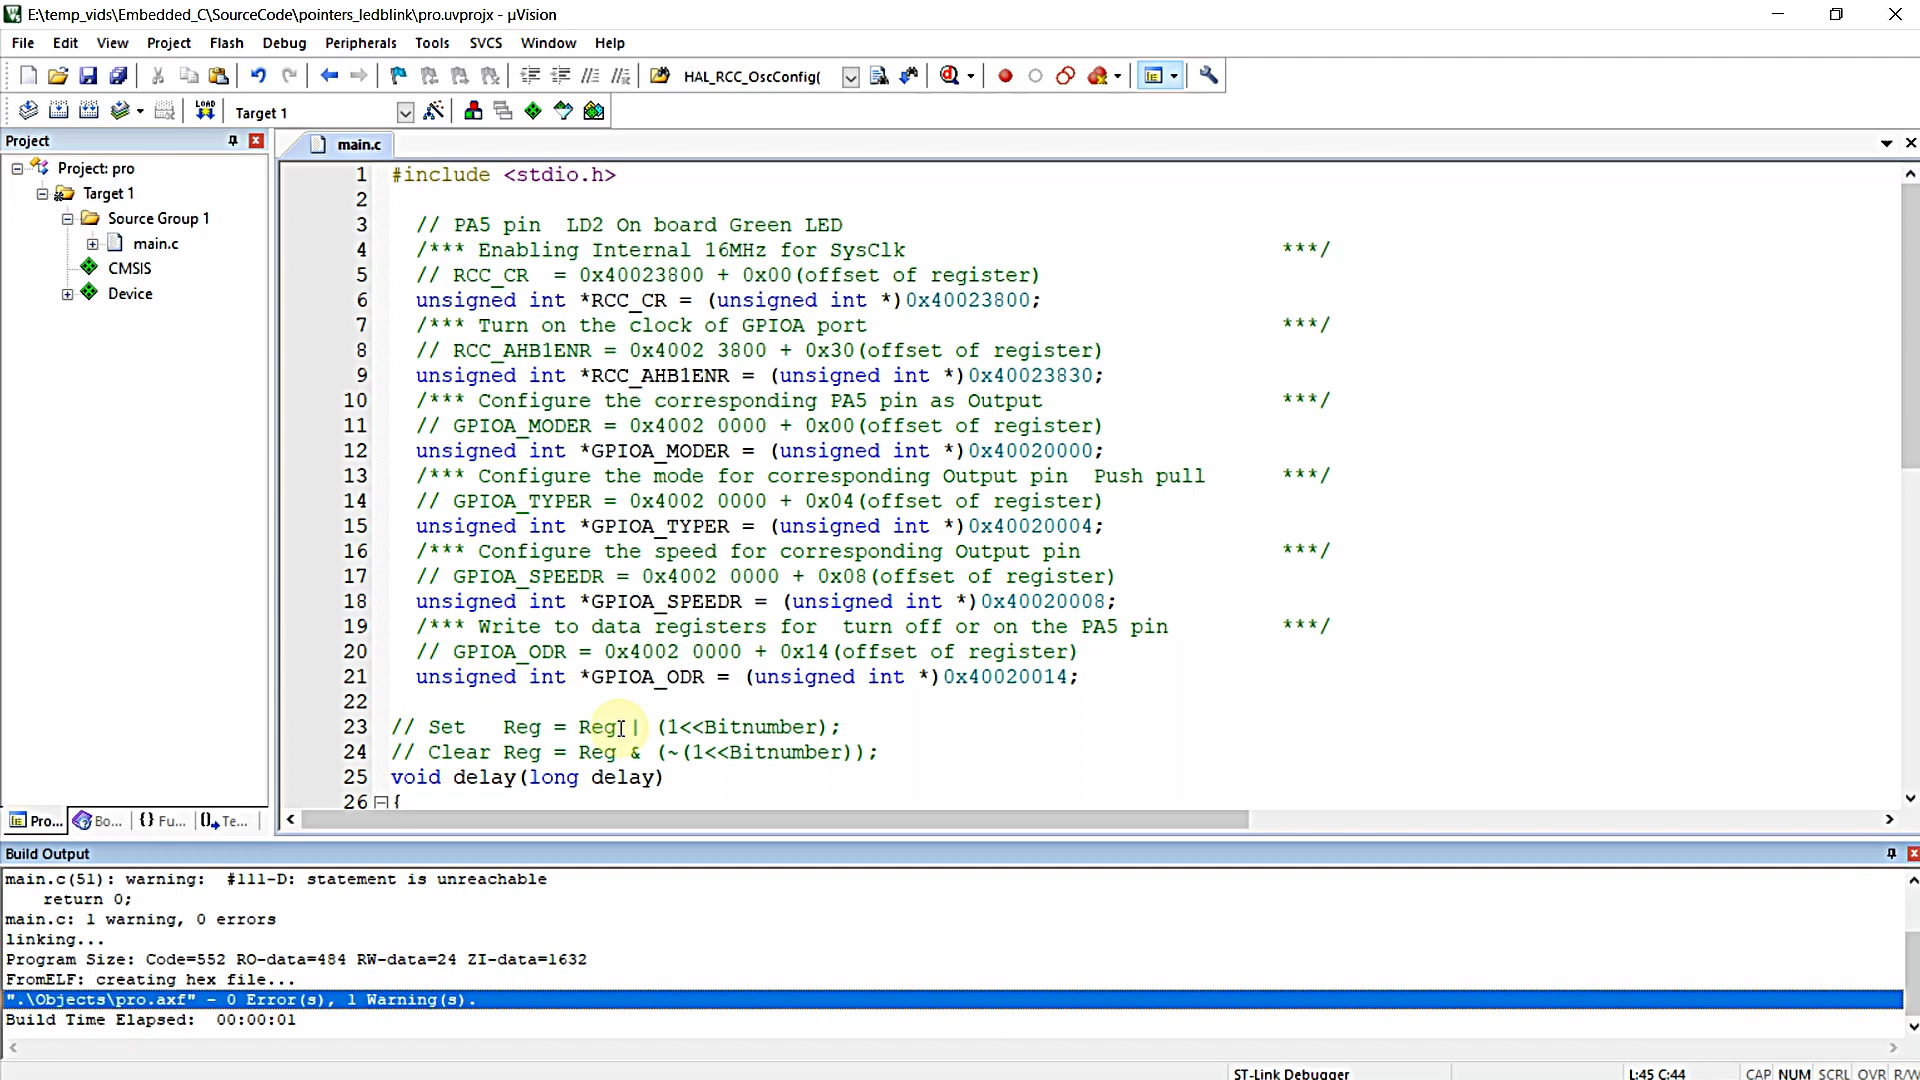 E:\temp_vids\Embedded_C\SourceCode\pointers_ledblink\pro.uvprojx - µVision
File Edit View Project Flash Debug Peripherals Tools SVCS Window Help
HAL_RCC_OscConfig(
LOAD Target 1
Project
main.c
Project: pro
Target 1
Source Group 1
main.c
CMSIS
Device
1 #include <stdio.h>
2
3 // PA5 pin  LD2 On board Green LED
4 /*** Enabling Internal 16MHz for SysClk ***/
5 // RCC_CR  = 0x40023800 + 0x00(offset of register)
6 unsigned int *RCC_CR = (unsigned int *)0x40023800;
7 /*** Turn on the clock of GPIOA port ***/
8 // RCC_AHB1ENR = 0x4002 3800 + 0x30(offset of register)
9 unsigned int *RCC_AHB1ENR = (unsigned int *)0x40023830;
10 /*** Configure the corresponding PA5 pin as Output ***/
11 // GPIOA_MODER = 0x4002 0000 + 0x00(offset of register)
12 unsigned int *GPIOA_MODER = (unsigned int *)0x40020000;
13 /*** Configure the mode for corresponding Output pin  Push pull ***/
14 // GPIOA_TYPER = 0x4002 0000 + 0x04(offset of register)
15 unsigned int *GPIOA_TYPER = (unsigned int *)0x40020004;
16 /*** Configure the speed for corresponding Output pin ***/
17 // GPIOA_SPEEDR = 0x4002 0000 + 0x08(offset of register)
18 unsigned int *GPIOA_SPEEDR = (unsigned int *)0x40020008;
19 /*** Write to data registers for  turn off or on the PA5 pin ***/
20 // GPIOA_ODR = 0x4002 0000 + 0x14(offset of register)
21 unsigned int *GPIOA_ODR = (unsigned int *)0x40020014;
22
23 // Set   Reg = Reg | (1<<Bitnumber);
24 // Clear Reg = Reg & (~(1<<Bitnumber));
25 void delay(long delay)
26 {
Pro... Bo... {} Fu... Te...
Build Output
main.c(51): warning:  #111-D: statement is unreachable
return 0;
main.c: 1 warning, 0 errors
linking...
Program Size: Code=552 RO-data=484 RW-data=24 ZI-data=1632
FromELF: creating hex file...
".\Objects\pro.axf" - 0 Error(s), 1 Warning(s).
Build Time Elapsed:  00:00:01
ST-Link Debugger L:45 C:44 CAP NUM SCRL OVR R/W